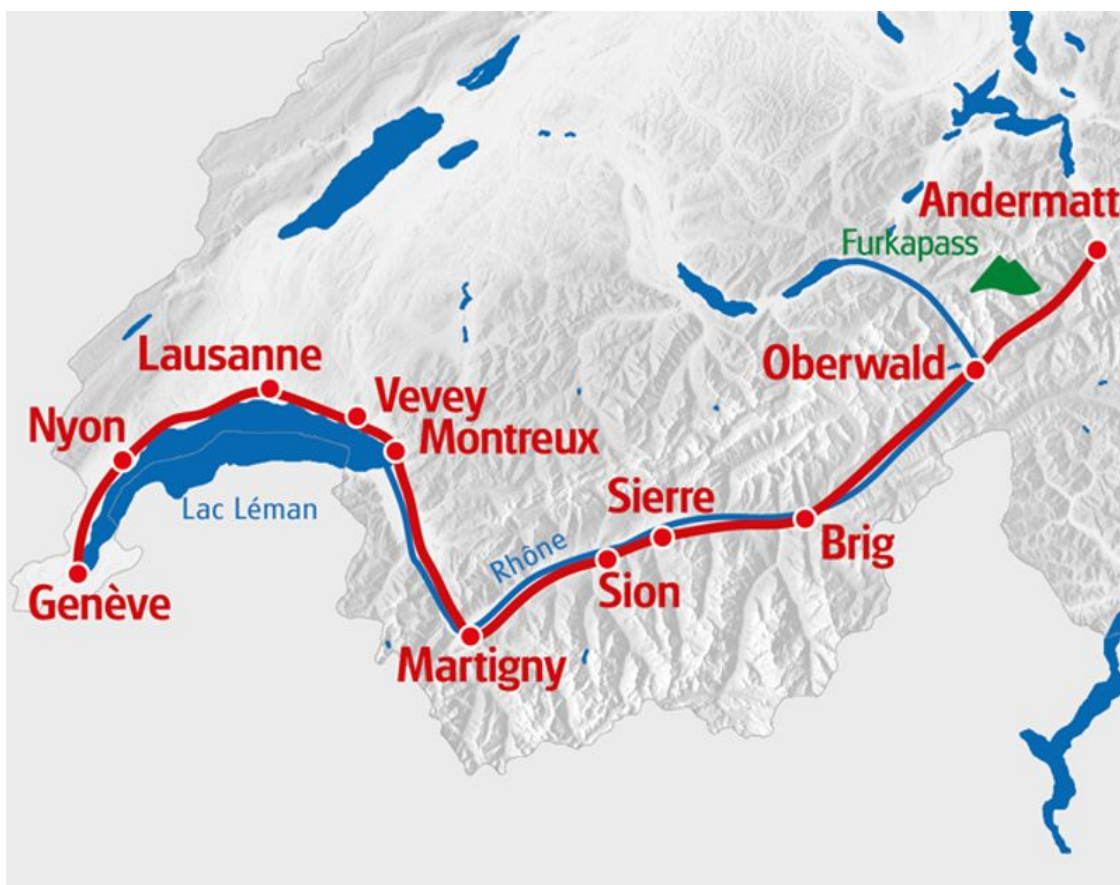 Andermatt
Furkapass
Oberwald
Lausanne
Vevey
Nyon
Montreux
Sierre
Lac Léman
Rhône
Brig
Sion
Genève
Martigny